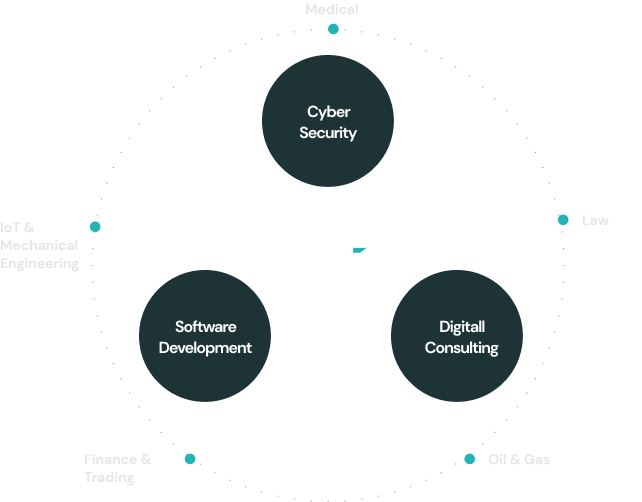 Medical
Cyber
Security
IoT &
Mechanical
Engineering
Law
Software
Development
Digitall
Consulting
Finance &
Trading
Oil & Gas